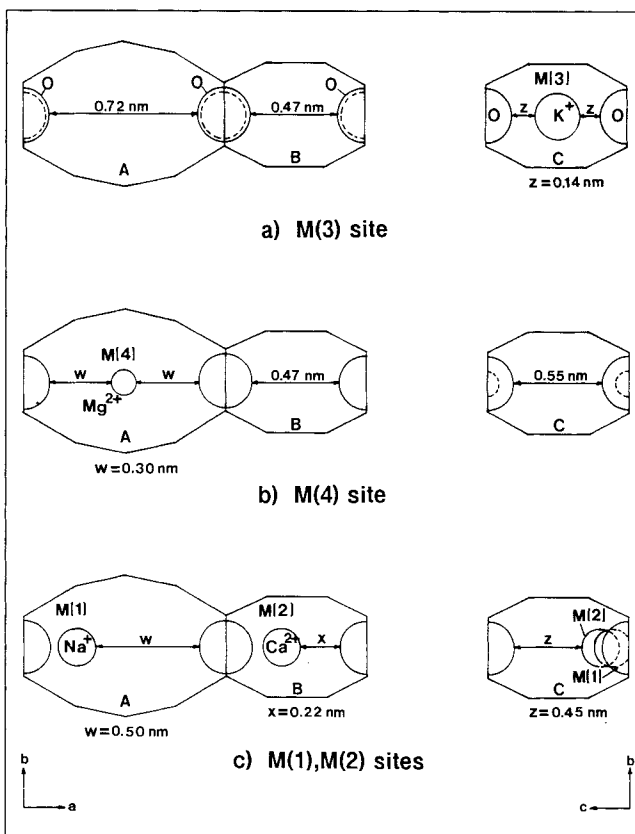 O O O M(3)
0.72 nm 0.47 nm O z K+ z O
A B C
z = 0.14 nm
a) M(3) site
M(4)
w w 0.47 nm 0.55 nm
Mg2+
A B C
w = 0.30 nm
b) M(4) site
M(1) M(2) M(2)
Na+ w Ca2+ x z
M(1)
A B C
w = 0.50 nm x = 0.22 nm z = 0.45 nm
c) M(1),M(2) sites
b b
a c